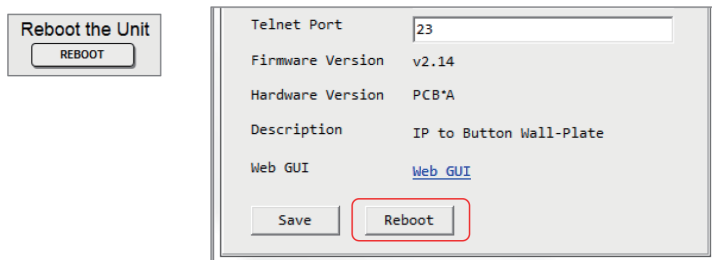 Reboot the Unit
REBOOT
Telnet Port 23
Firmware Version v2.14
Hardware Version PCB*A
Description IP to Button Wall-Plate
Web GUI Web GUI
Save Reboot